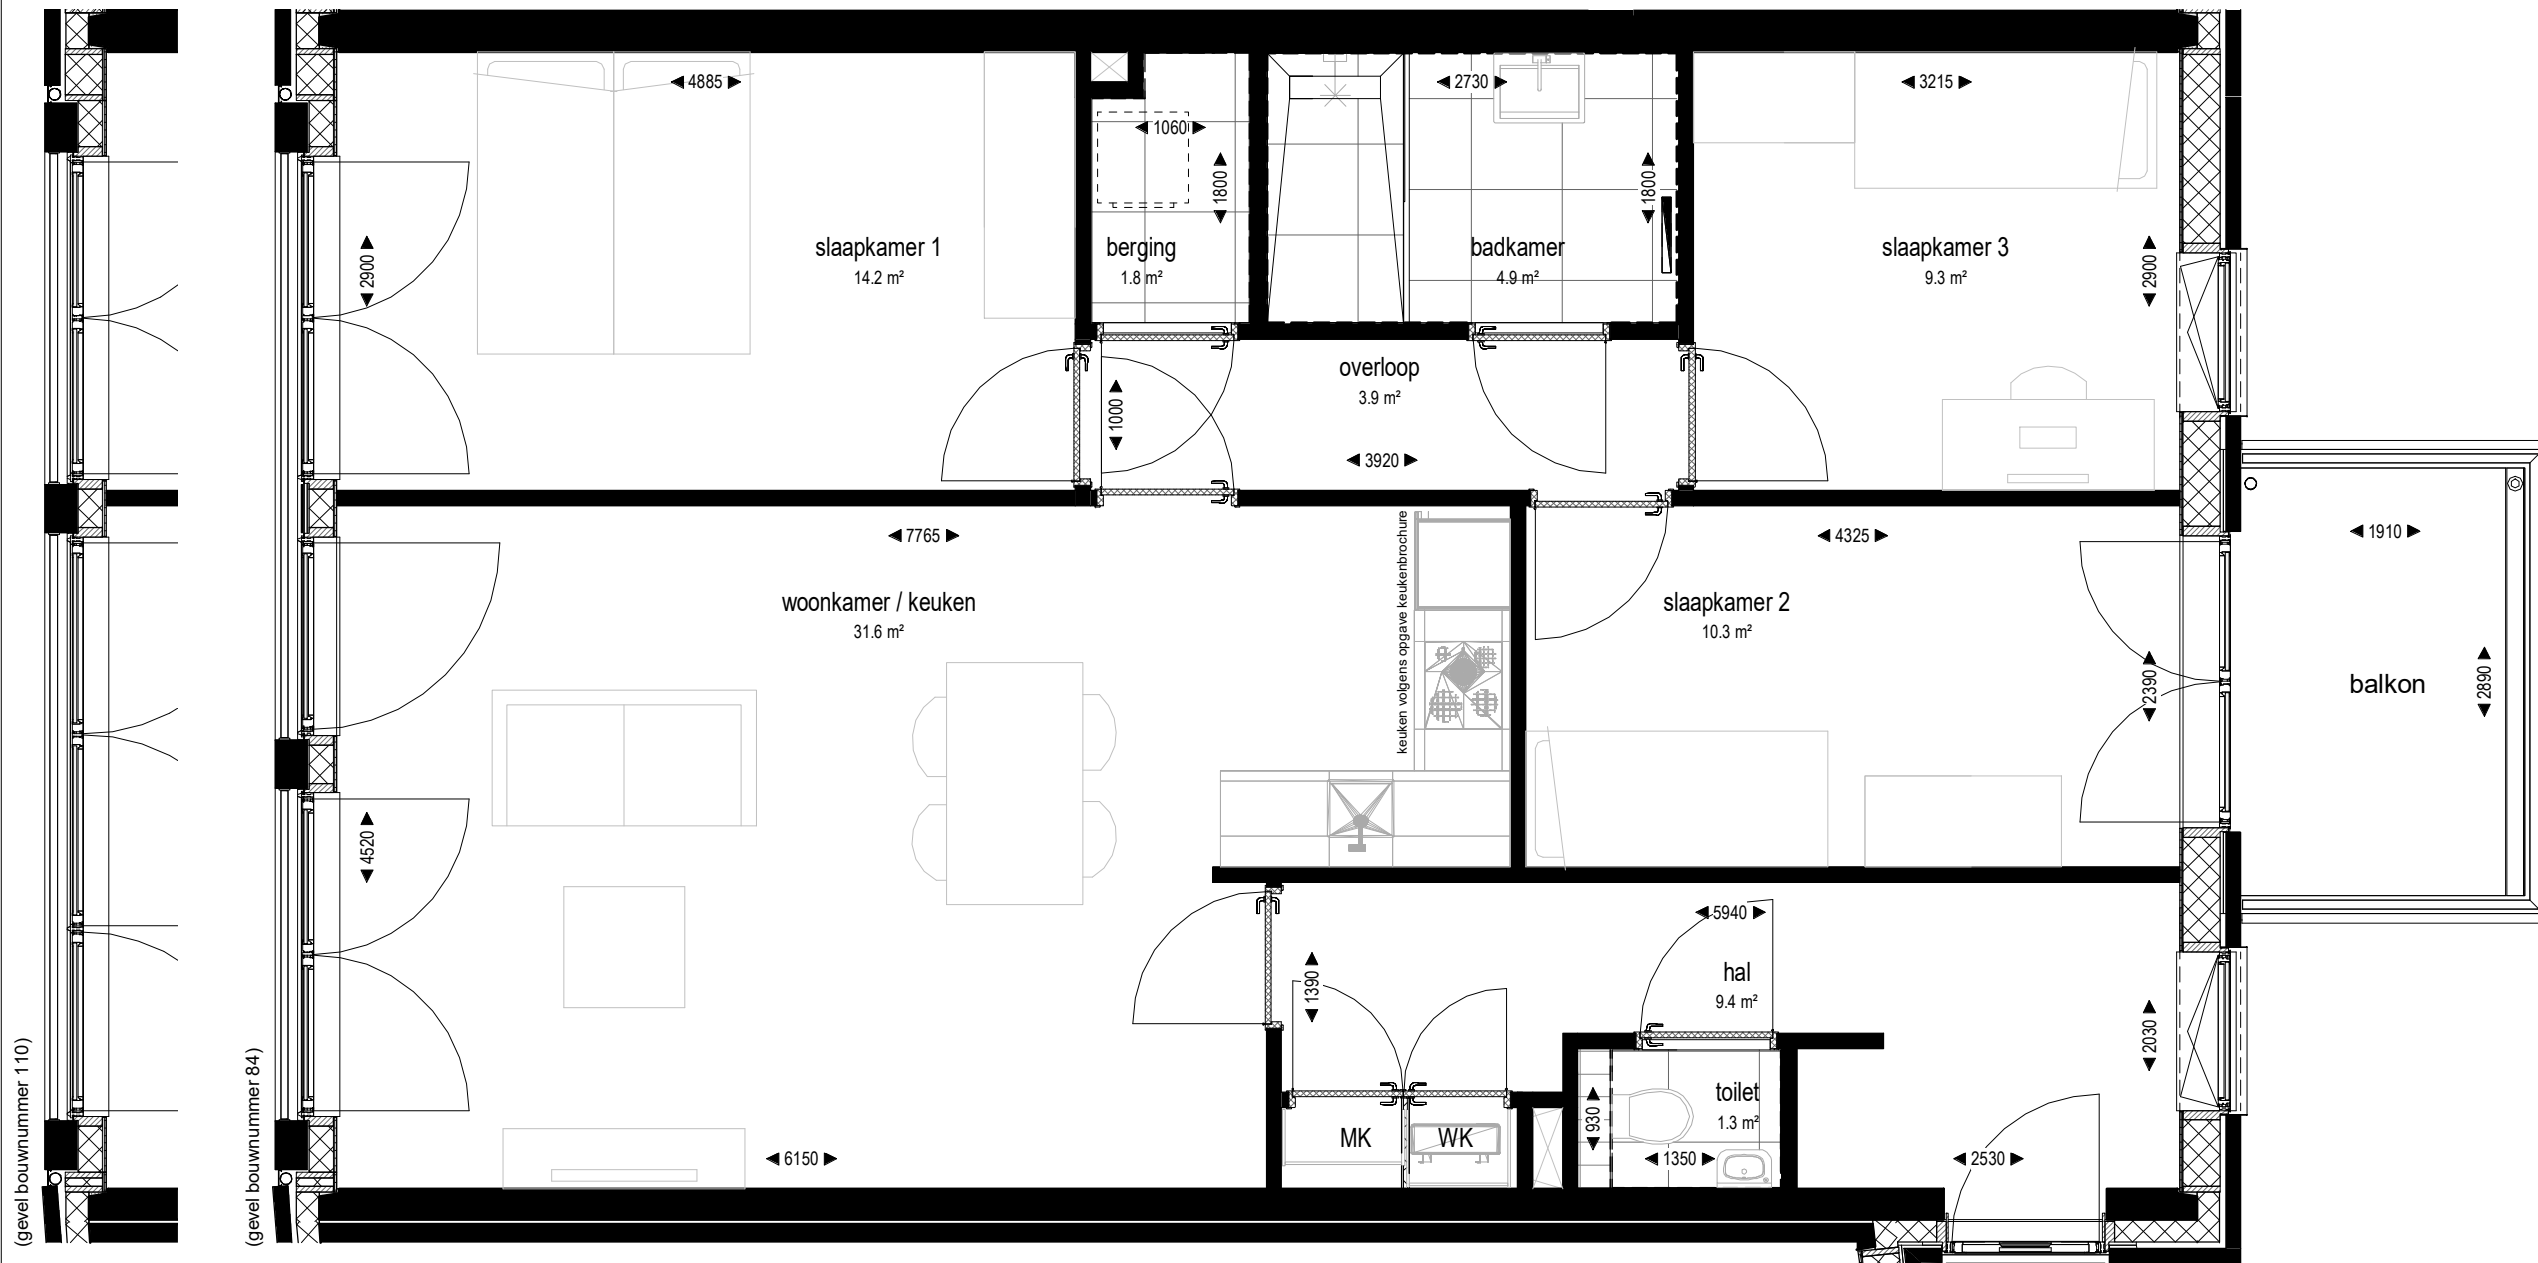 4885
2730
3215
1060
1800
1800
slaapkamer 1
14.2 m²
berging
1.8 m²
badkamer
4.9 m²
slaapkamer 3
9.3 m²
2900
2900
overloop
3.9 m²
1000
3920
7765
4325
1910
keuken volgens opgave keukenbrochure
woonkamer / keuken
31.6 m²
slaapkamer 2
10.3 m²
2390
balkon
2890
4520
5940
1390
hal
9.4 m²
2030
toilet
1.3 m²
930
MK
WK
6150
1350
2530
(gevel bouwnummer 110)
(gevel bouwnummer 84)